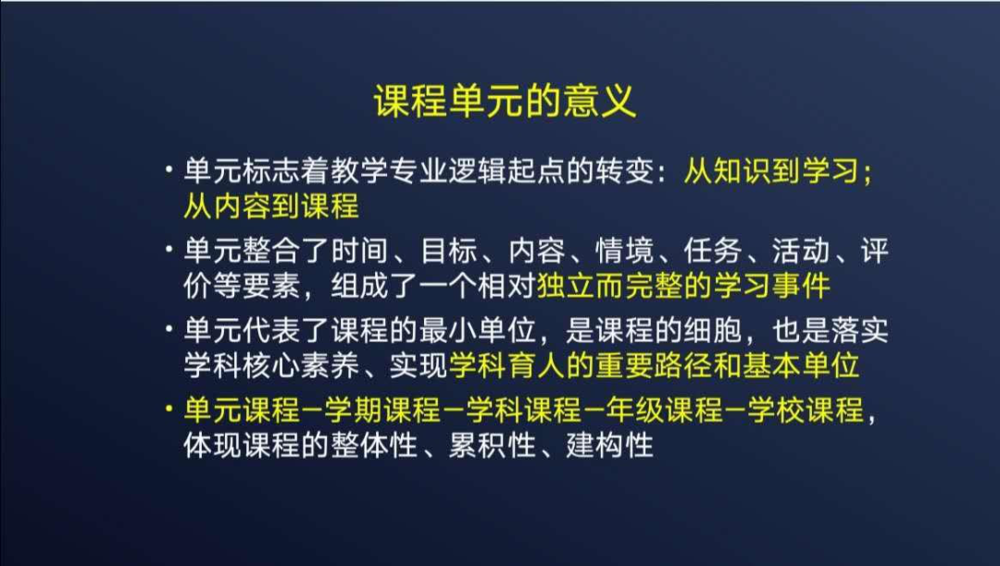 课程单元的意义
• 单元标志着教学专业逻辑起点的转变：从知识到学习；
从内容到课程
• 单元整合了时间、目标、内容、情境、任务、活动、评
价等要素，组成了一个相对独立而完整的学习事件
• 单元代表了课程的最小单位，是课程的细胞，也是落实
学科核心素养、实现学科育人的重要路径和基本单位
• 单元课程—学期课程—学科课程—年级课程—学校课程，
体现课程的整体性、累积性、建构性